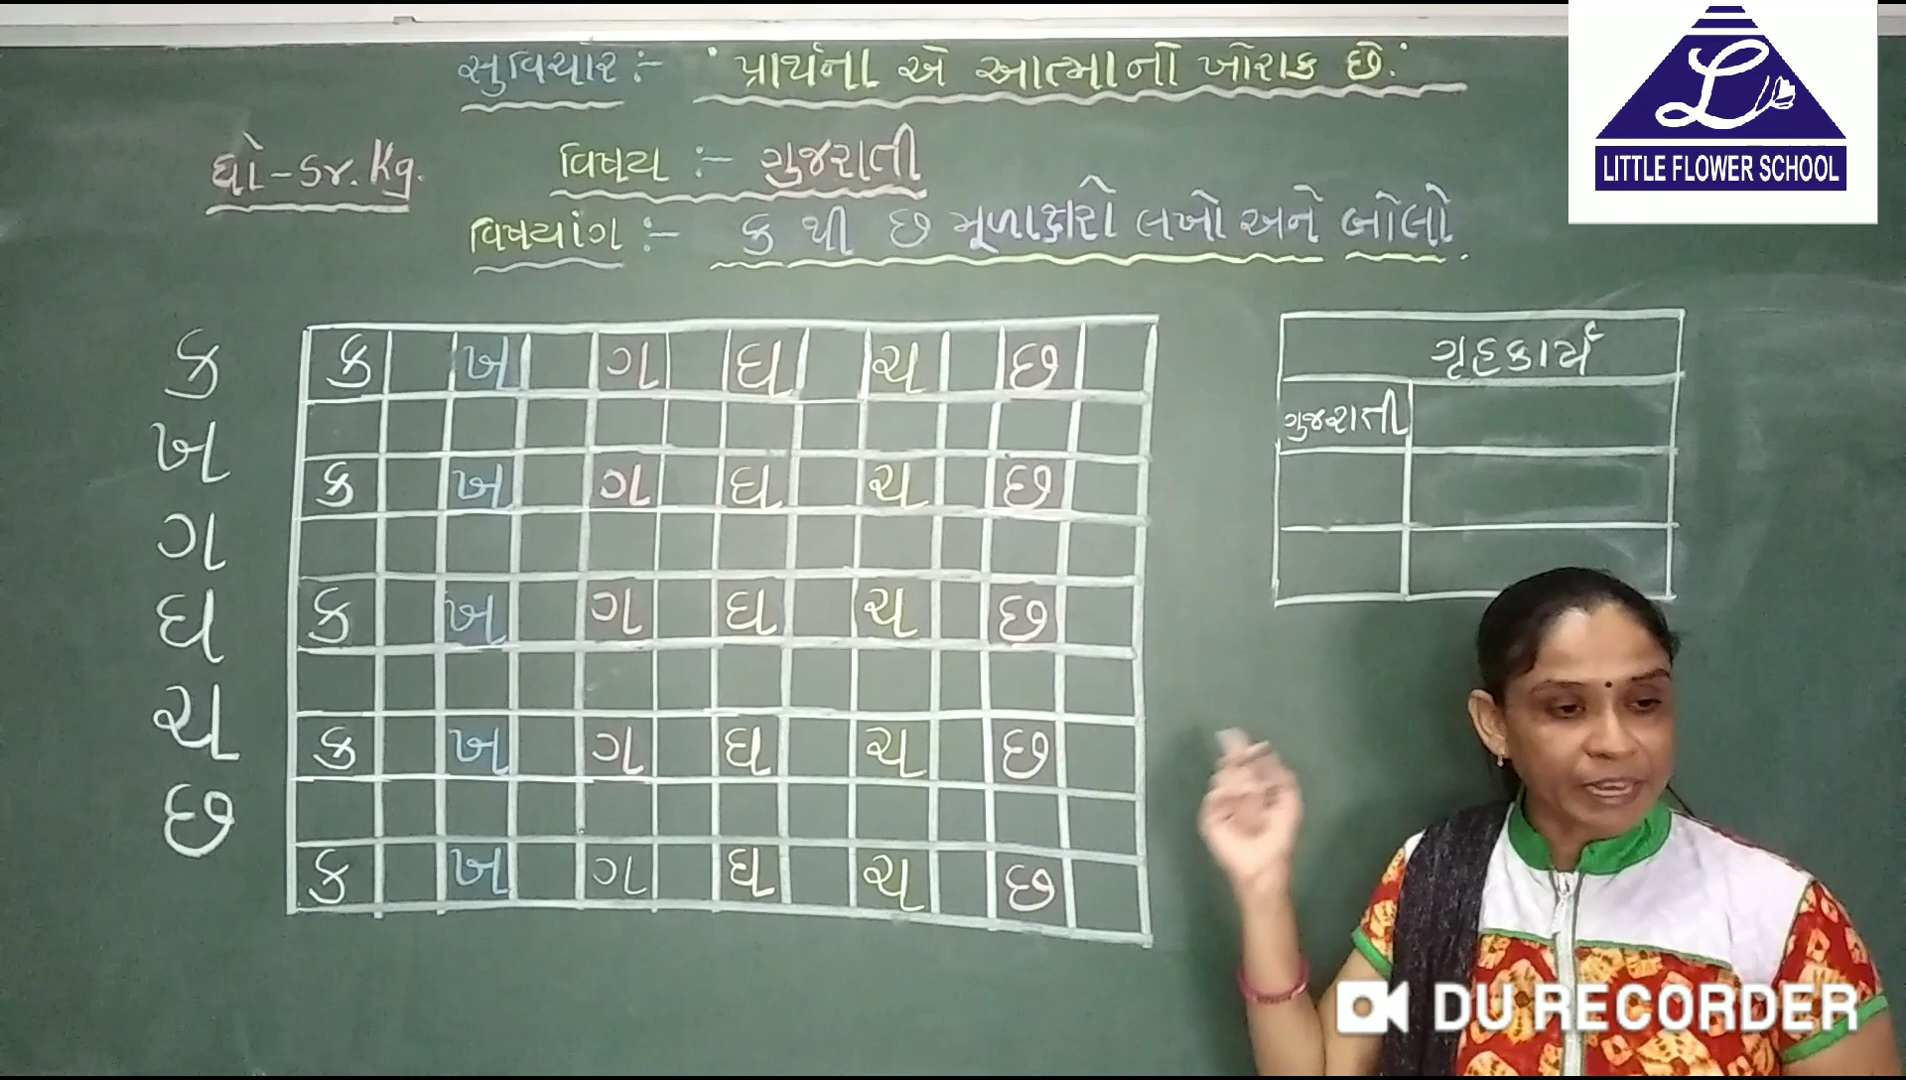 સુવિચાર :- "પ્રાર્થના એ આત્માનો ખોરાક છે."
LITTLE FLOWER SCHOOL
ધો - Sr. Kg.
વિષય :- ગુજરાતી
વિષયાંગ :- ક થી છ મૂળાક્ષરો લખો અને બોલો.
ક
ખ
ગ
ઘ
ચ
છ
ક ખ ગ ઘ ચ છ
ક ખ ગ ઘ ચ છ
ક ખ ગ ઘ ચ છ
ક ખ ગ ઘ ચ છ
ક ખ ગ ઘ ચ છ
ગૃહકાર્ય
ગુજરાતી
DU RECORDER